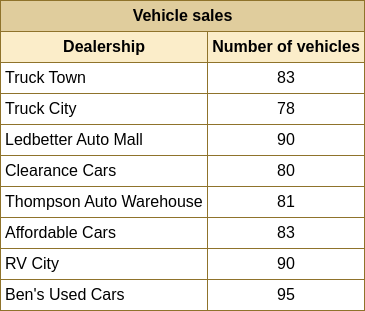 Vehicle sales
Dealership Number of vehicles
Truck Town 83
Truck City 78
Ledbetter Auto Mall 90
Clearance Cars 80
Thompson Auto Warehouse 81
Affordable Cars 83
RV City 90
Ben's Used Cars 95